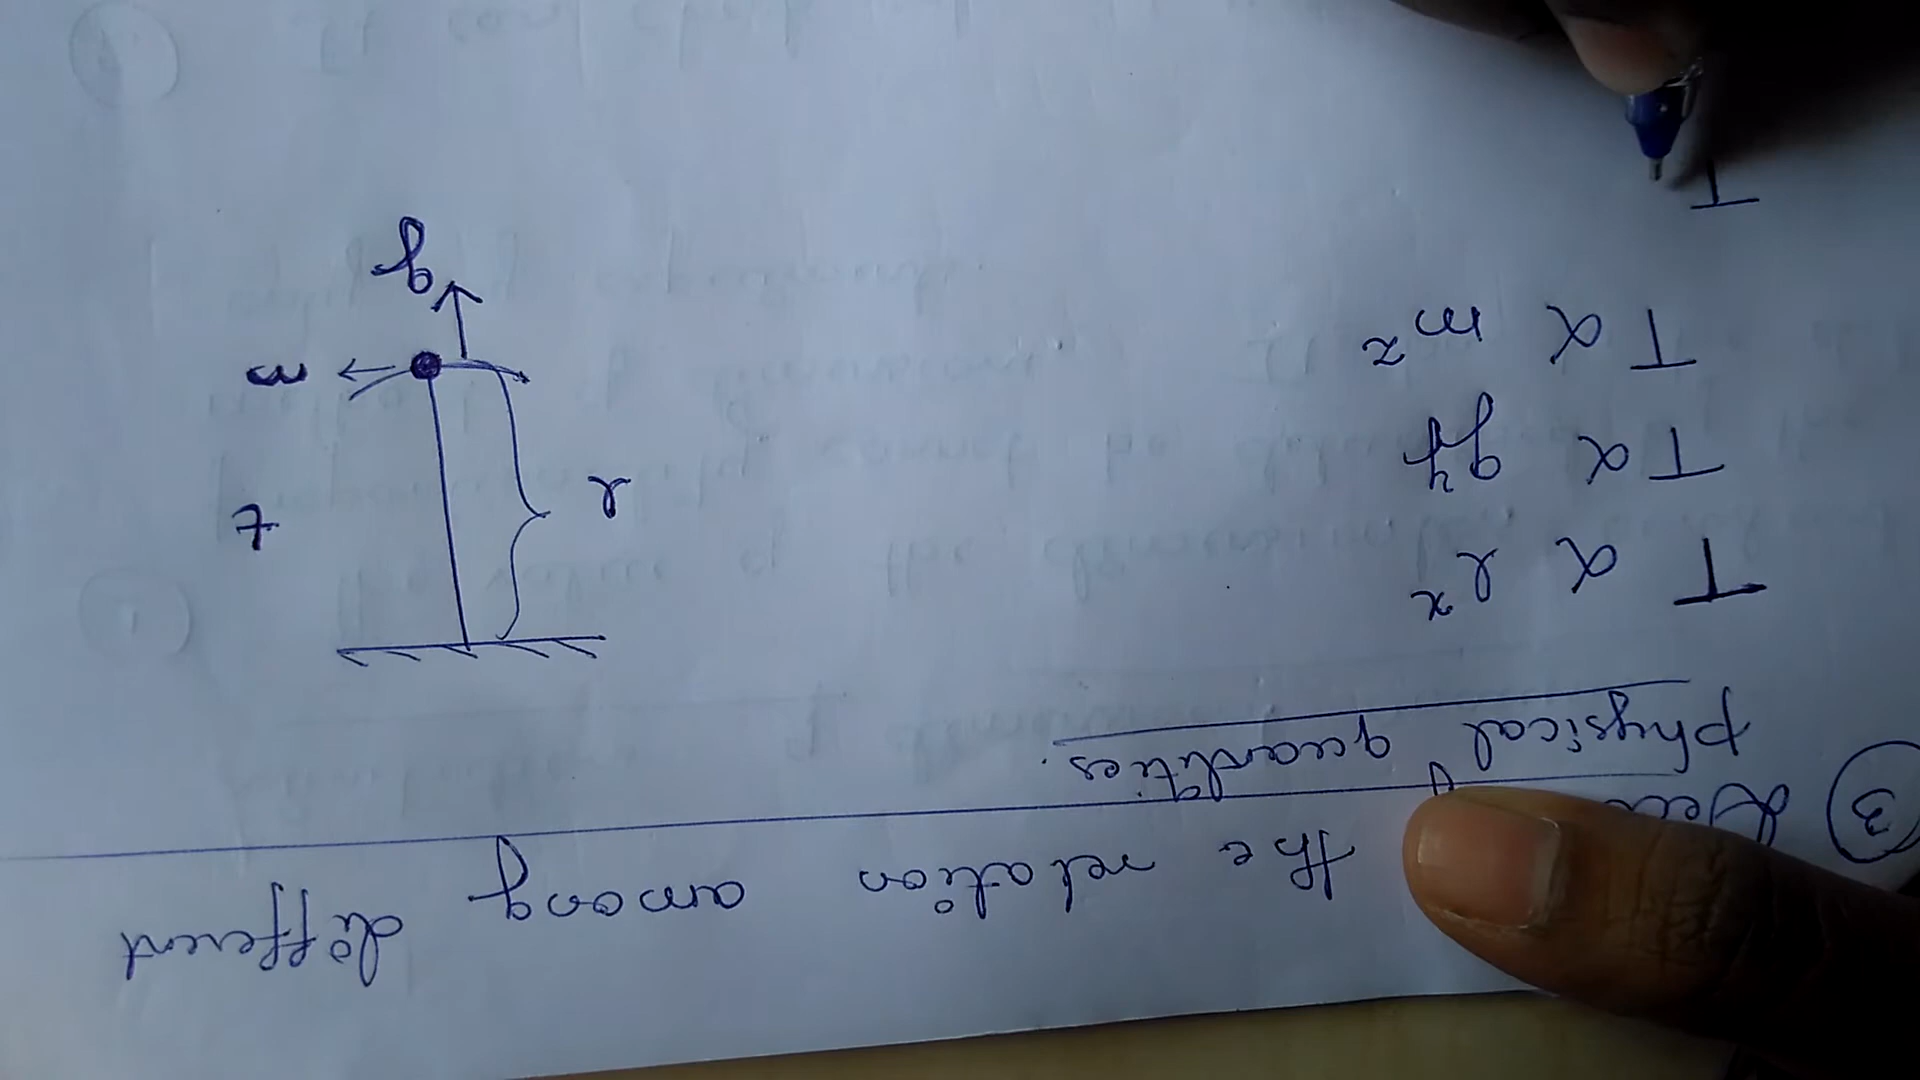 3 the relation among different
physical quantities.
T α l^x
T α g^y
T α m^z
T
l
t
m
g